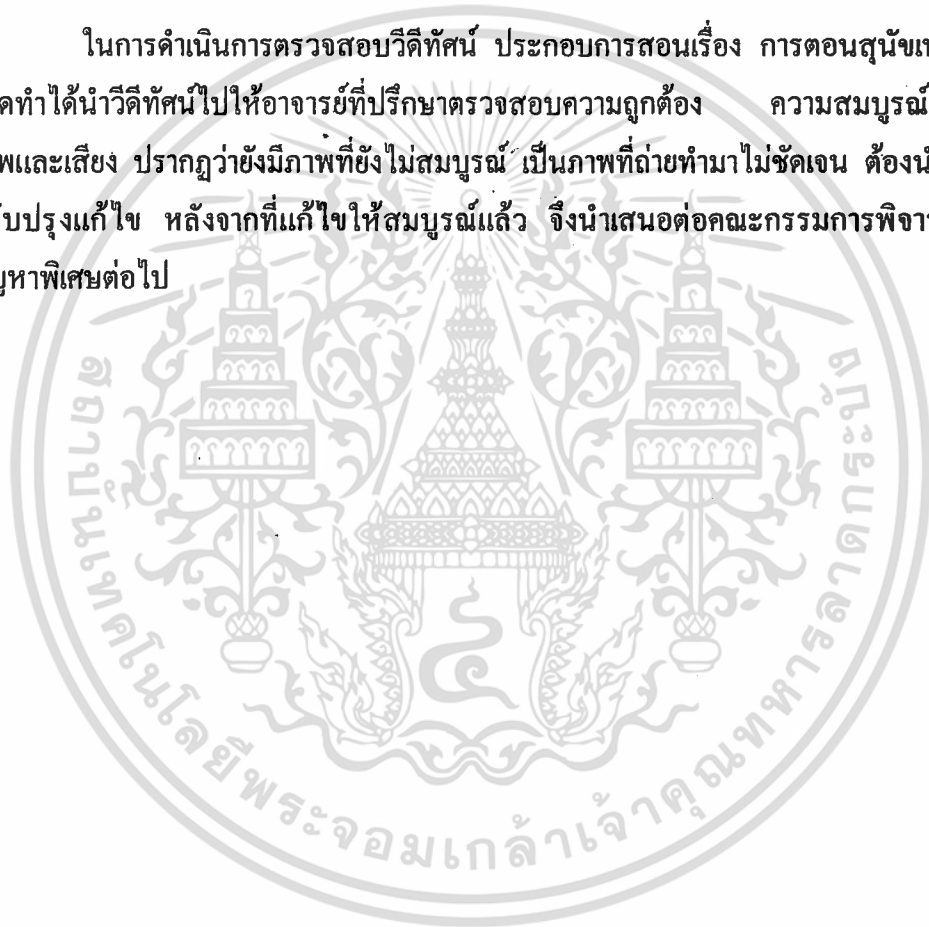 ในการดำเนินการตรวจสอบวีดีทัศน์ ประกอบการสอนเรื่อง การตอนสุนัขเ
ดทำได้นำวีดีทัศน์ไปให้อาจารย์ที่ปรึกษาตรวจสอบความถูกต้อง ความสมบูรณ์
พและเสียง ปรากฏว่ายังมีภาพที่ยังไม่สมบูรณ์ เป็นภาพที่ถ่ายทำมาไม่ชัดเจน ต้องน
ับปรุงแก้ไข หลังจากที่แก้ไขให้สมบูรณ์แล้ว จึงนำเสนอต่อคณะกรรมการพิจาร
ญหาพิเศษต่อไป
สถาบันเทคโนโลยีพระจอมเกล้าเจ้าคุณทหารลาดกระบัง